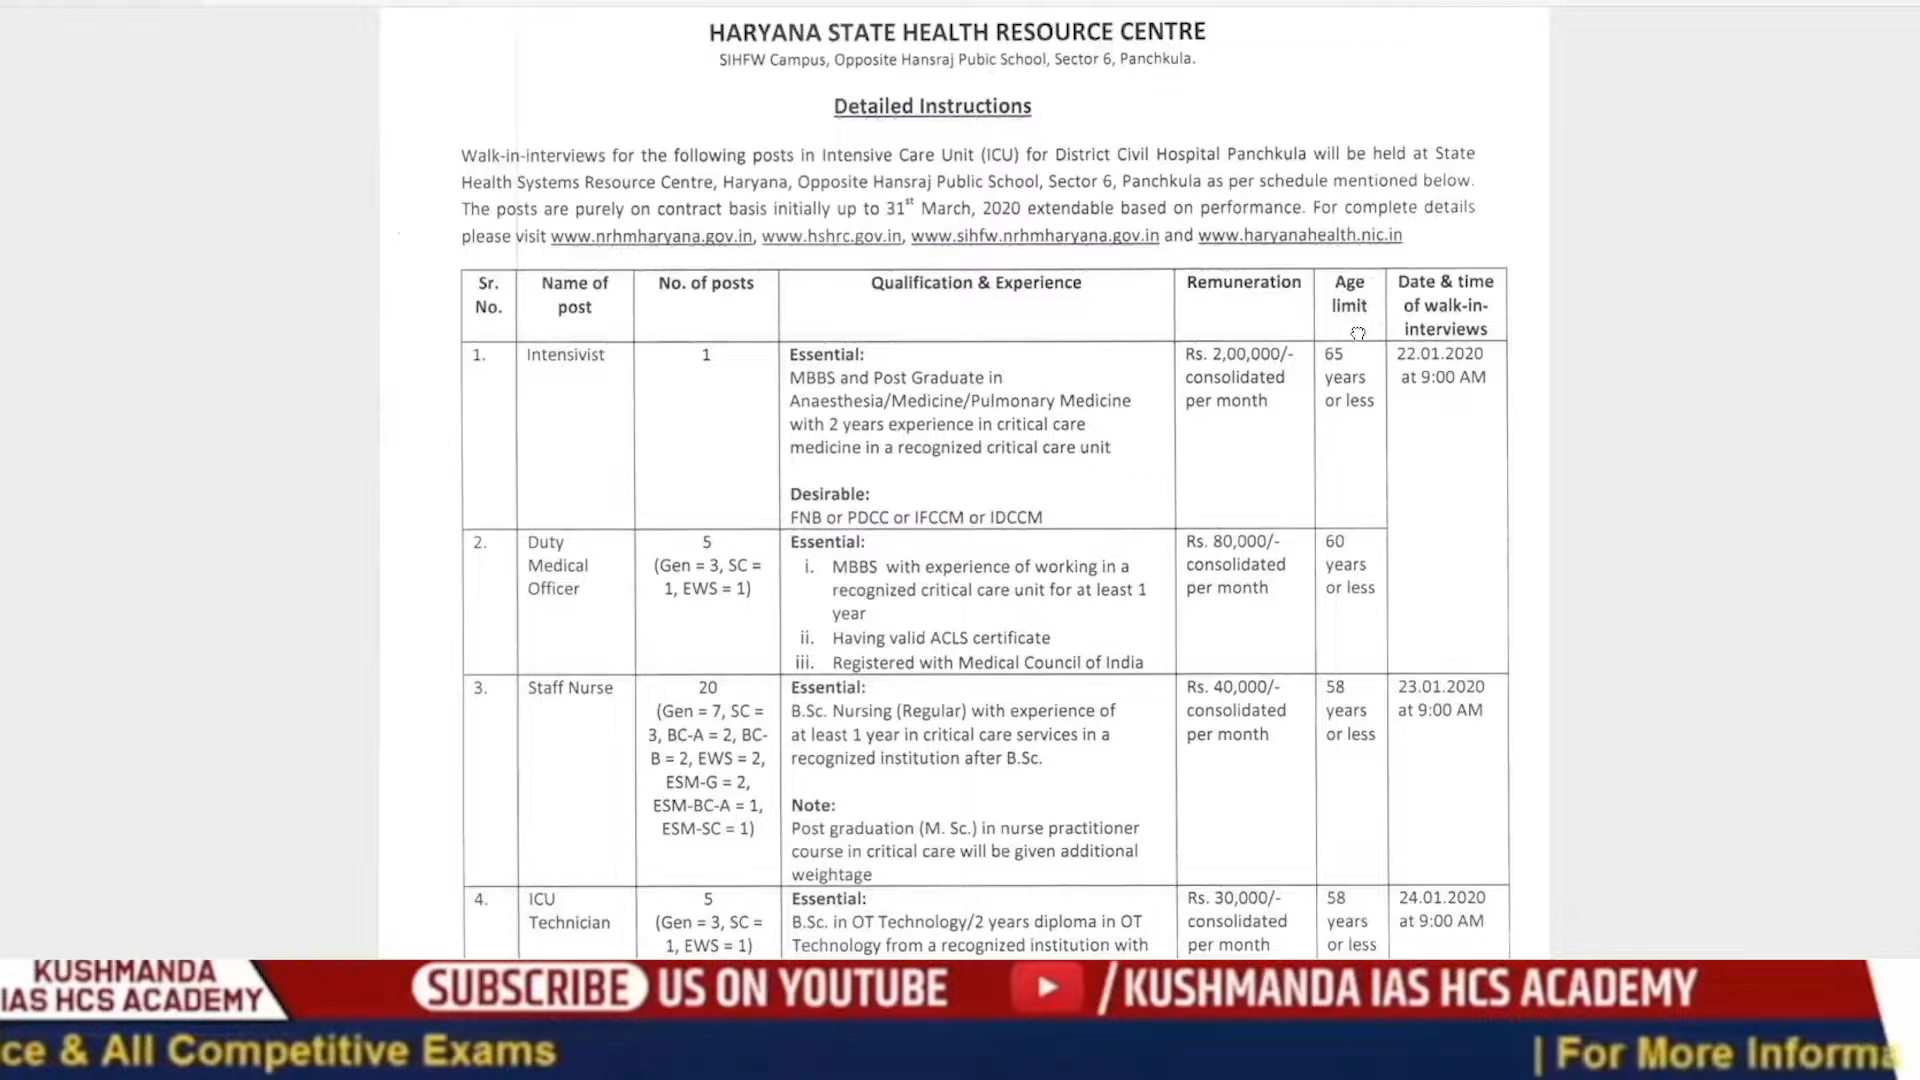 HARYANA STATE HEALTH RESOURCE CENTRE
SIHFW Campus, Opposite Hansraj Pubic School, Sector 6, Panchkula.
Detailed Instructions
Walk-in-interviews for the following posts in Intensive Care Unit (ICU) for District Civil Hospital Panchkula will be held at State
Health Systems Resource Centre, Haryana, Opposite Hansraj Public School, Sector 6, Panchkula as per schedule mentioned below.
The posts are purely on contract basis initially up to 31st March, 2020 extendable based on performance. For complete details
please visit www.nrhmharyana.gov.in, www.hshrc.gov.in, www.sihfw.nrhmharyana.gov.in and www.haryanahealth.nic.in
Sr.
No.
Name of
post
No. of posts
Qualification & Experience
Remuneration
Age
limit
Date & time
of walk-in-
interviews
1.
Intensivist
1
Essential:
MBBS and Post Graduate in
Anaesthesia/Medicine/Pulmonary Medicine
with 2 years experience in critical care
medicine in a recognized critical care unit
Desirable:
FNB or PDCC or IFCCM or IDCCM
Rs. 2,00,000/-
consolidated
per month
65
years
or less
22.01.2020
at 9:00 AM
2.
Duty
Medical
Officer
5
(Gen = 3, SC =
1, EWS = 1)
Essential:
i. MBBS with experience of working in a
recognized critical care unit for at least 1
year
ii. Having valid ACLS certificate
iii. Registered with Medical Council of India
Rs. 80,000/-
consolidated
per month
60
years
or less
3.
Staff Nurse
20
(Gen = 7, SC =
3, BC-A = 2, BC-
B = 2, EWS = 2,
ESM-G = 2,
ESM-BC-A = 1,
ESM-SC = 1)
Essential:
B.Sc. Nursing (Regular) with experience of
at least 1 year in critical care services in a
recognized institution after B.Sc.
Note:
Post graduation (M. Sc.) in nurse practitioner
course in critical care will be given additional
weightage
Rs. 40,000/-
consolidated
per month
58
years
or less
23.01.2020
at 9:00 AM
4.
ICU
Technician
5
(Gen = 3, SC =
1, EWS = 1)
Essential:
B.Sc. in OT Technology/2 years diploma in OT
Technology from a recognized institution with
Rs. 30,000/-
consolidated
per month
58
years
or less
24.01.2020
at 9:00 AM
KUSHMANDA
IAS HCS ACADEMY
SUBSCRIBE US ON YOUTUBE
/KUSHMANDA IAS HCS ACADEMY
ce & All Competitive Exams
| For More Informa